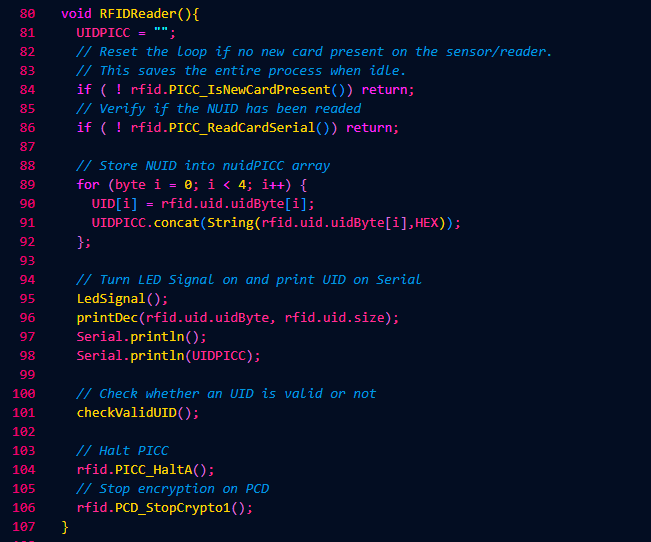 80 void RFIDReader(){
81 UIDPICC = "";
82 // Reset the loop if no new card present on the sensor/reader.
83 // This saves the entire process when idle.
84 if ( ! rfid.PICC_IsNewCardPresent()) return;
85 // Verify if the NUID has been readed
86 if ( ! rfid.PICC_ReadCardSerial()) return;
87
88 // Store NUID into nuidPICC array
89 for (byte i = 0; i < 4; i++) {
90 UID[i] = rfid.uid.uidByte[i];
91 UIDPICC.concat(String(rfid.uid.uidByte[i],HEX));
92 };
93
94 // Turn LED Signal on and print UID on Serial
95 LedSignal();
96 printDec(rfid.uid.uidByte, rfid.uid.size);
97 Serial.println();
98 Serial.println(UIDPICC);
99
100 // Check whether an UID is valid or not
101 checkValidUID();
102
103 // Halt PICC
104 rfid.PICC_HaltA();
105 // Stop encryption on PCD
106 rfid.PCD_StopCrypto1();
107 }